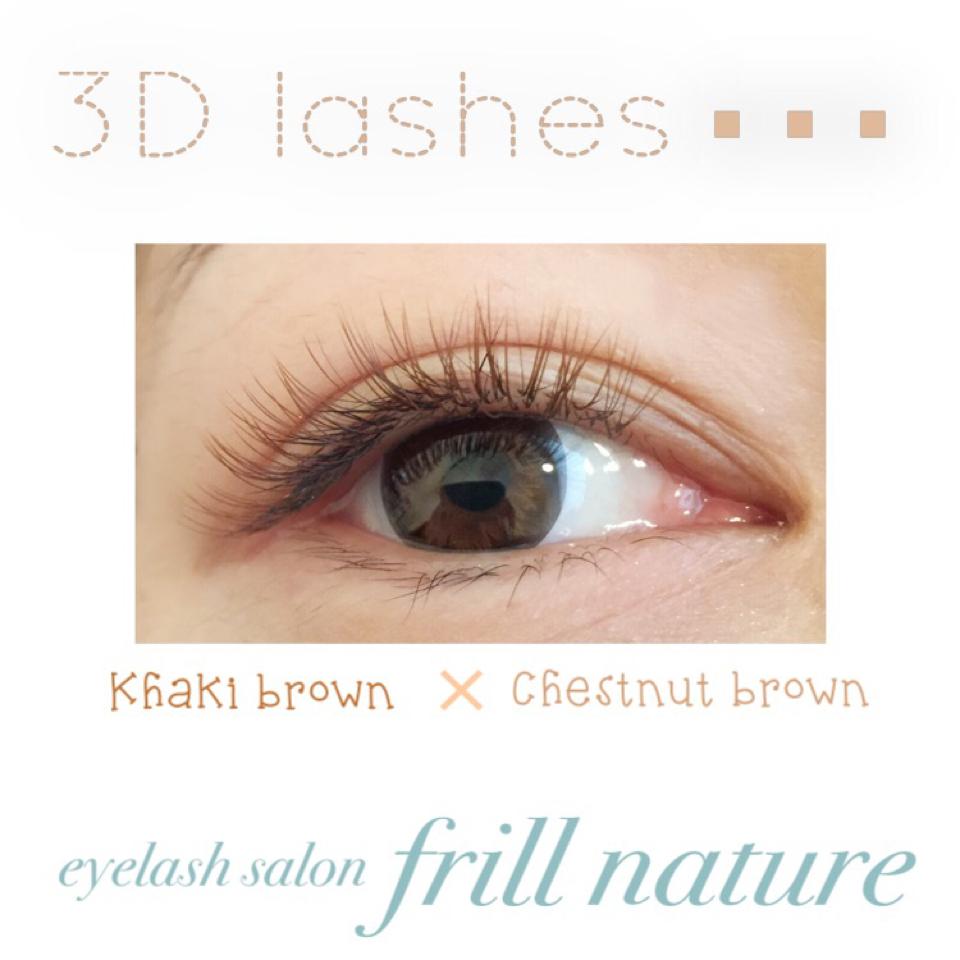 3D lashes ▪ ▪ ▪
Khaki brown × Chestnut brown
eyelash salon frill nature